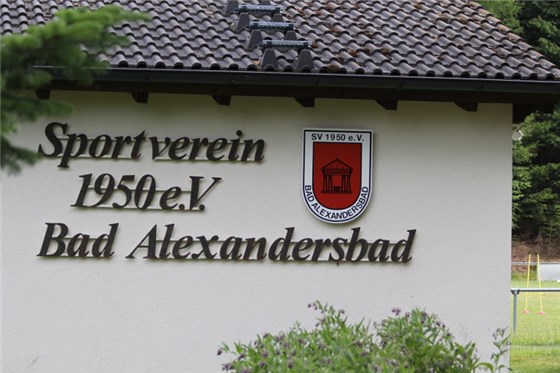 Sportverein
1950 e.V.
Bad Alexandersbad
SV 1950 e.V.
BAD ALEXANDERSBAD